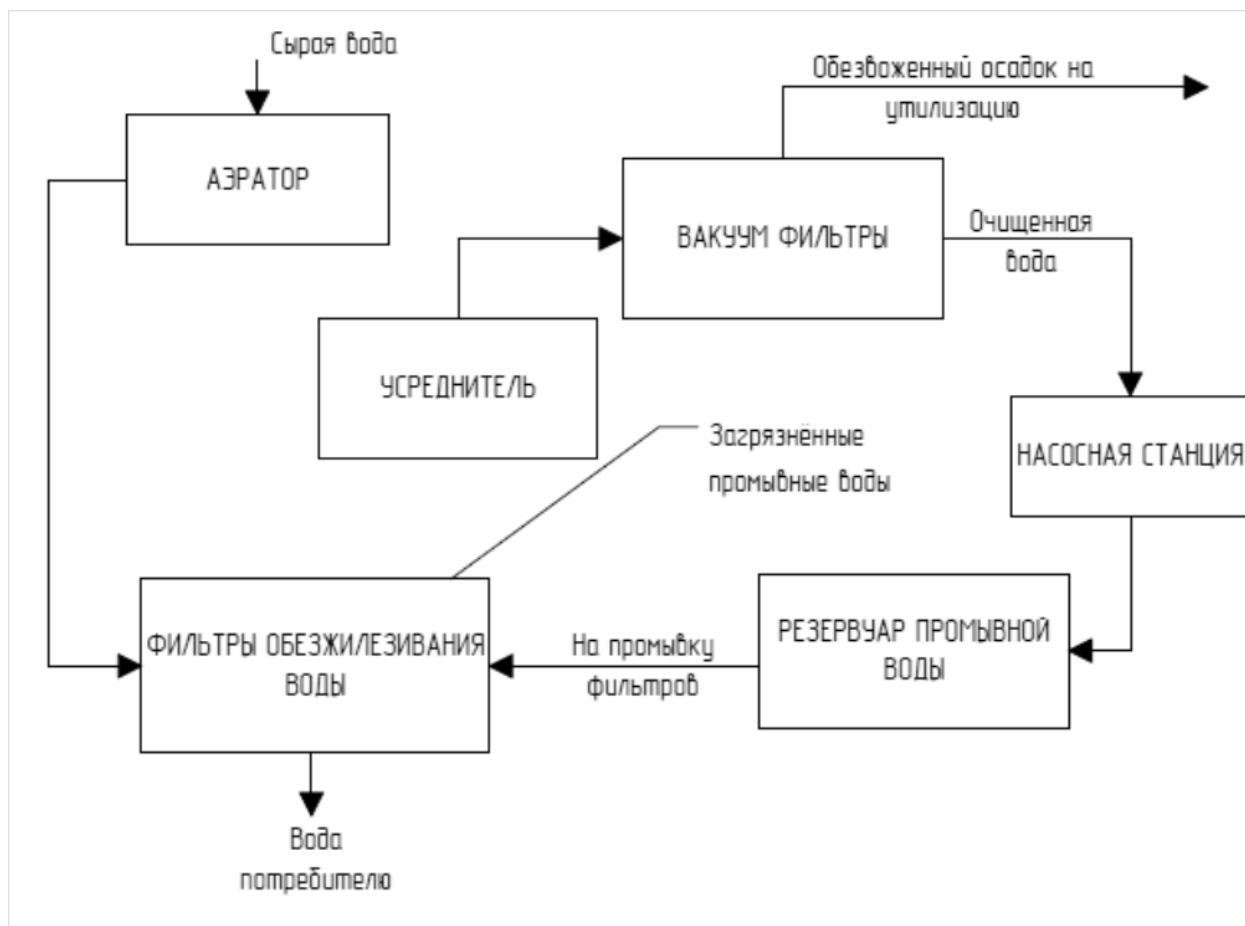 Сырая вода
Обезвоженный осадок на
утилизацию
АЭРАТОР
ВАКУУМ ФИЛЬТРЫ
Очищенная
вода
УСРЕДНИТЕЛЬ
Загрязнённые
промывные воды
НАСОСНАЯ СТАНЦИЯ
ФИЛЬТРЫ ОБЕЗЖИЛЕЗИВАНИЯ
ВОДЫ
На промывку
фильтров
РЕЗЕРВУАР ПРОМЫВНОЙ
ВОДЫ
Вода
потребителю